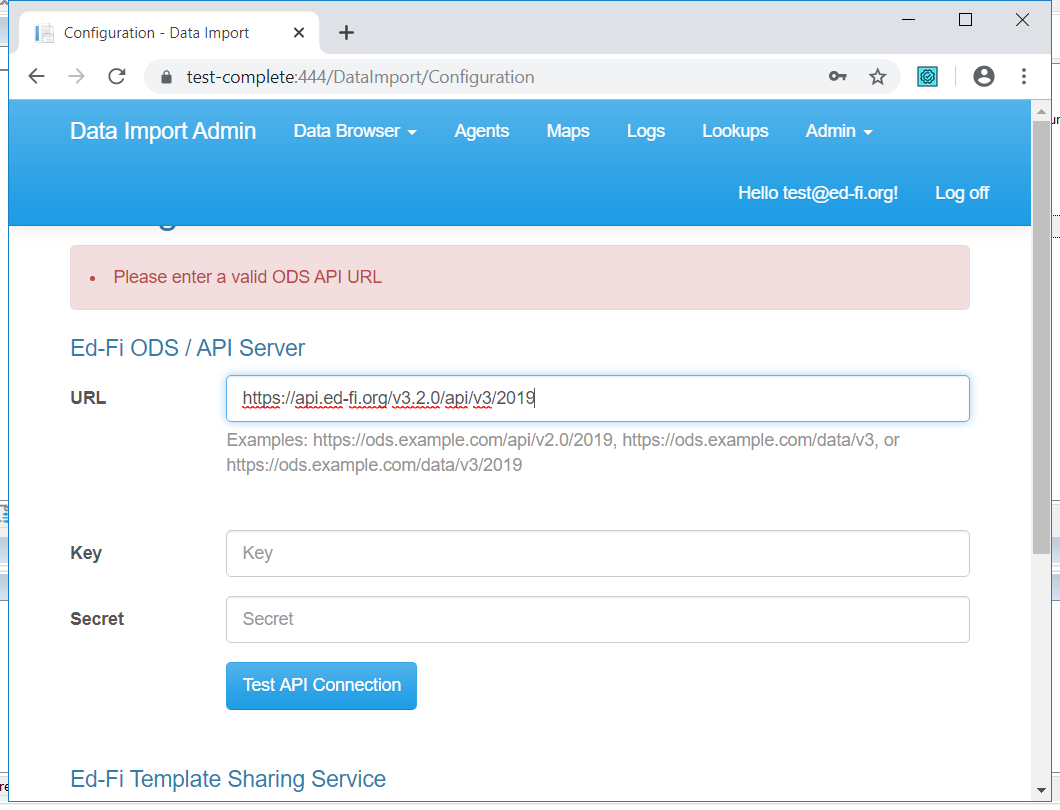 Configuration - Data Import
test-complete:444/DataImport/Configuration
Data Import Admin Data Browser Agents Maps Logs Lookups Admin
Hello test@ed-fi.org! Log off
Please enter a valid ODS API URL
Ed-Fi ODS / API Server
URL https://api.ed-fi.org/v3.2.0/api/v3/2019
Examples: https://ods.example.com/api/v2.0/2019, https://ods.example.com/data/v3, or
https://ods.example.com/data/v3/2019
Key Key
Secret Secret
Test API Connection
Ed-Fi Template Sharing Service